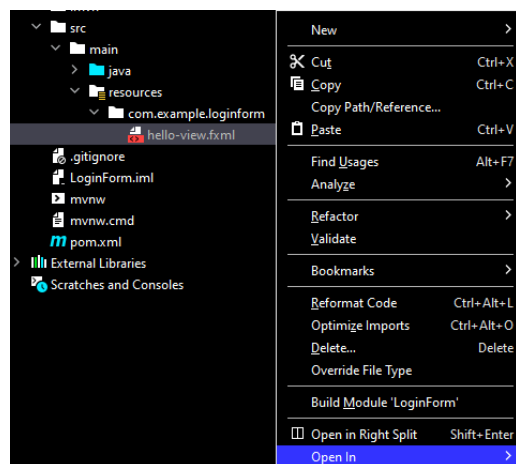 src
main
java
resources
com.example.loginform
hello-view.fxml
.gitignore
LoginForm.iml
mvnw
mvnw.cmd
pom.xml
External Libraries
Scratches and Consoles
New
Cut Ctrl+X
Copy Ctrl+C
Copy Path/Reference...
Paste Ctrl+V
Find Usages Alt+F7
Analyze
Refactor
Validate
Bookmarks
Reformat Code Ctrl+Alt+L
Optimize Imports Ctrl+Alt+O
Delete... Delete
Override File Type
Build Module 'LoginForm'
Open in Right Split Shift+Enter
Open In